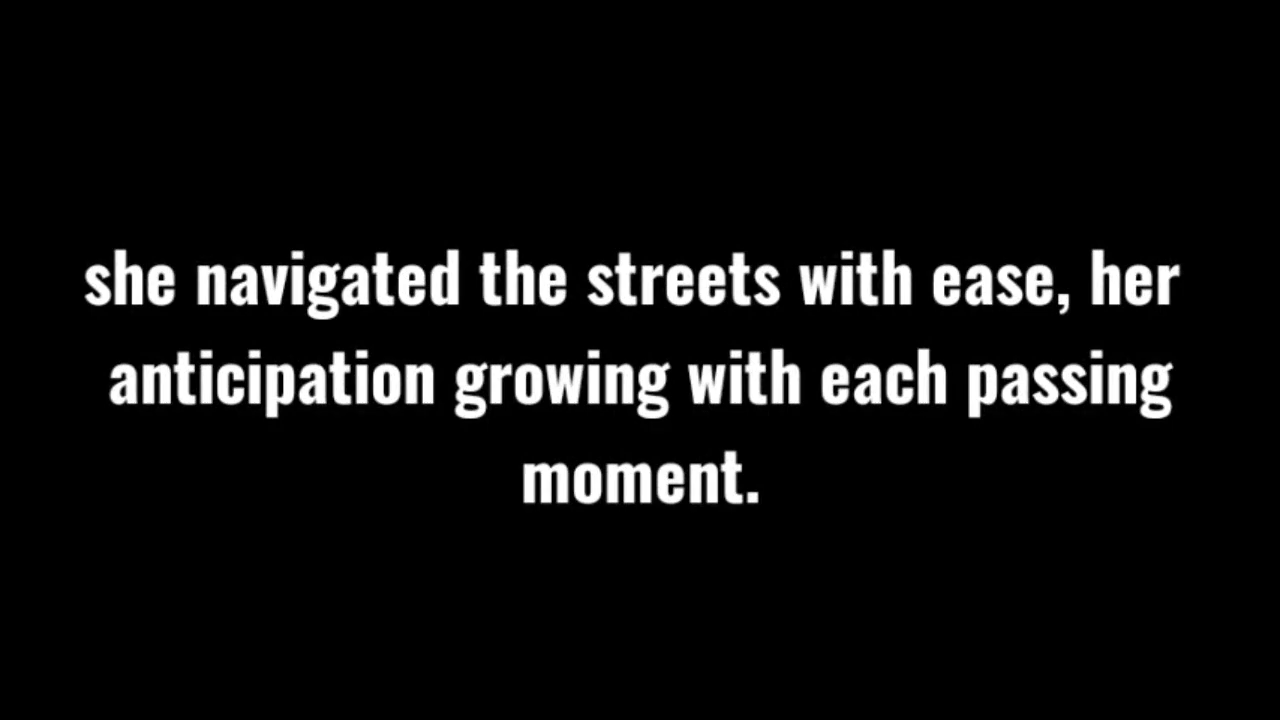 she navigated the streets with ease, her
anticipation growing with each passing
moment.